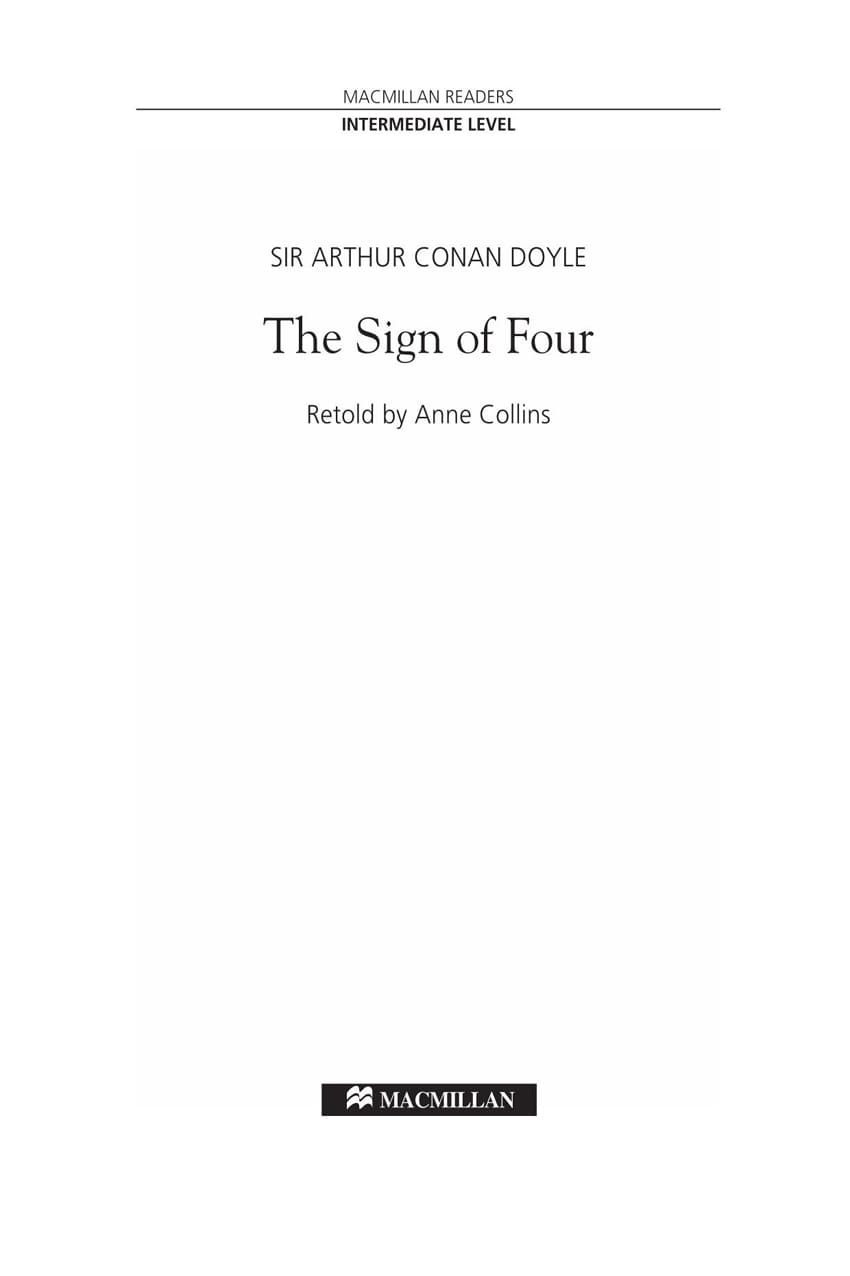 MACMILLAN READERS
INTERMEDIATE LEVEL
SIR ARTHUR CONAN DOYLE
The Sign of Four
Retold by Anne Collins
MACMILLAN